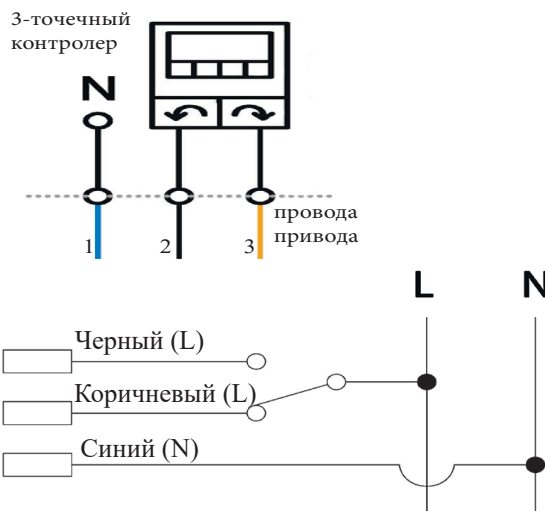 3-точечный
контролер
N
1
2
3
провода
привода
L
N
Черный (L)
Коричневый (L)
Синий (N)